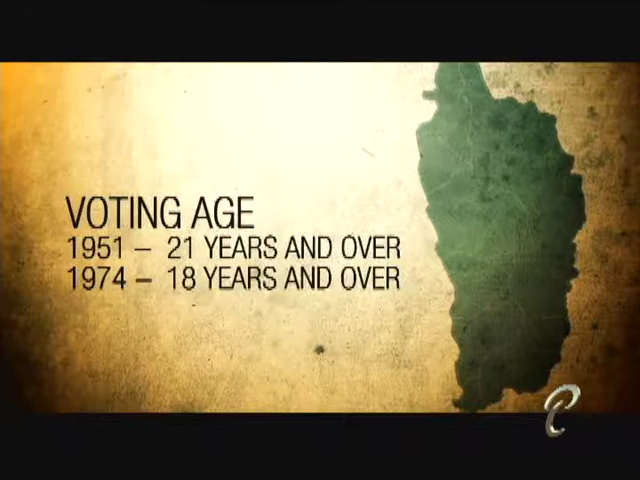 VOTING AGE
1951 – 21 YEARS AND OVER
1974 – 18 YEARS AND OVER